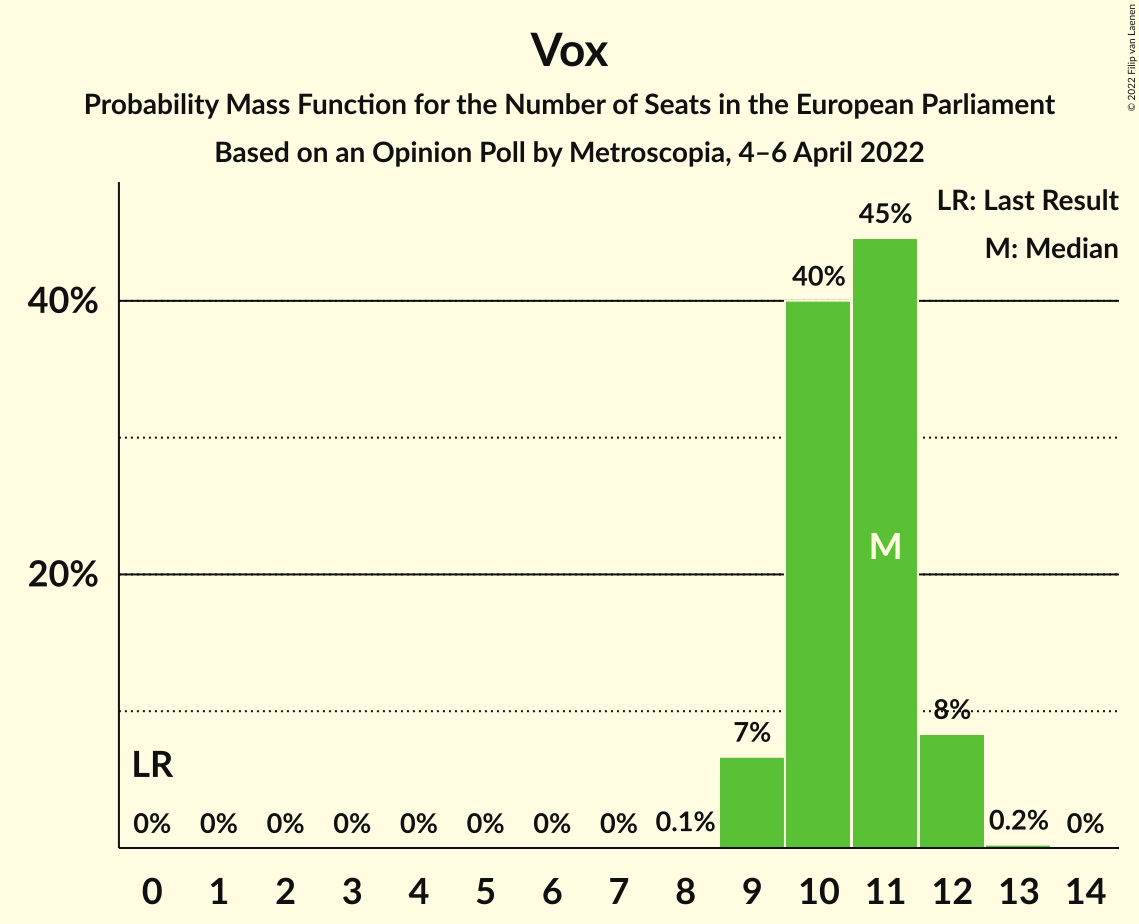 Vox
Probability Mass Function for the Number of Seats in the European Parliament
Based on an Opinion Poll by Metroscopia, 4–6 April 2022
© 2022 Filip van Laenen
LR: Last Result
M: Median
45%
40%
40%
20%
M
8%
7%
LR
0% 0% 0% 0% 0% 0% 0% 0% 0.1% 0.2% 0%
0 1 2 3 4 5 6 7 8 9 10 11 12 13 14